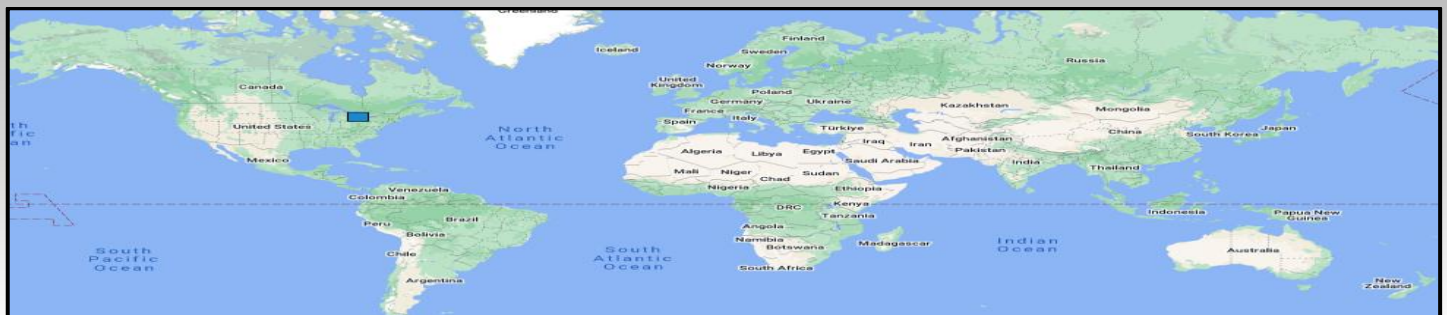 Greenland
Iceland
Finland
Sweden
Norway
Russia
United
Kingdom
Canada
Poland
Germany
Ukraine
France
Kazakhstan
Mongolia
Italy
Spain
United States
North
Atlantic
Ocean
Türkiye
China
South Korea
Japan
Afghanistan
Iraq
Iran
Pakistan
Algeria
Libya
Egypt
Saudi Arabia
Mexico
India
Thailand
Mali
Niger
Chad
Sudan
Nigeria
Ethiopia
Venezuela
Colombia
Kenya
DRC
Tanzania
Indonesia
Papua New
Guinea
Peru
Brazil
Angola
Bolivia
Namibia
Botswana
Madagascar
South
Pacific
Ocean
Chile
South
Atlantic
Ocean
Indian
Ocean
Australia
South Africa
Argentina
New
Zealand